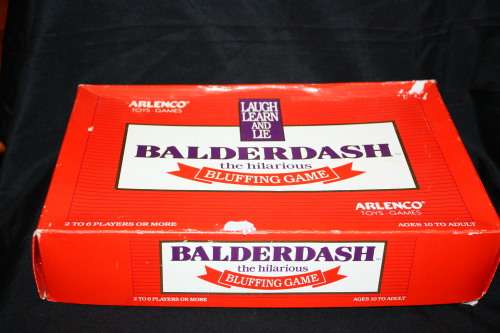 ARLENCO
TOYS · GAMES
LAUGH
LEARN
AND
LIE
BALDERDASH™
the hilarious
BLUFFING GAME
ARLENCO
TOYS · GAMES
2 TO 6 PLAYERS OR MORE
AGES 10 TO ADULT
BALDERDASH™
the hilarious
BLUFFING GAME
2 TO 6 PLAYERS OR MORE
AGES 10 TO ADULT